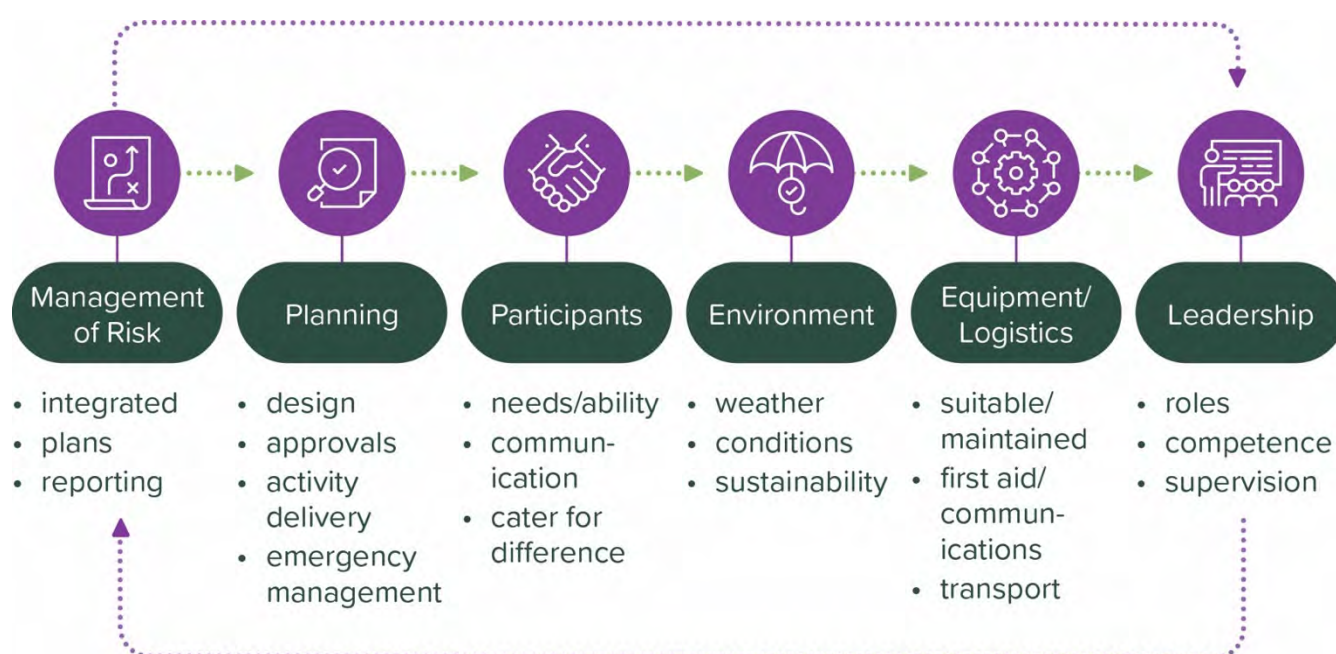 Management
of Risk
• integrated
• plans
• reporting
Planning
• design
• approvals
• activity
delivery
• emergency
management
Participants
• needs/ability
• commun-
ication
• cater for
difference
Environment
• weather
• conditions
• sustainability
Equipment/
Logistics
• suitable/
maintained
• first aid/
commun-
ications
• transport
Leadership
• roles
• competence
• supervision